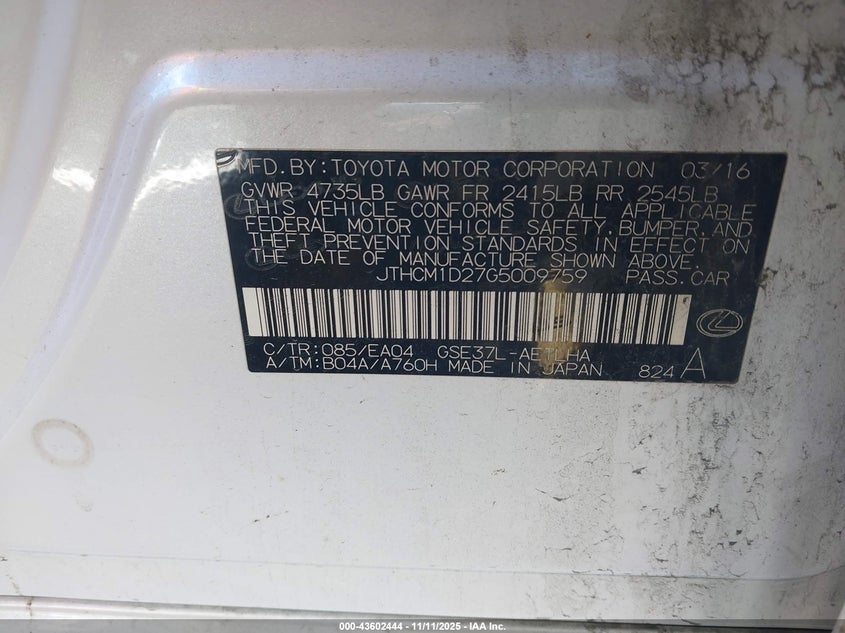 MFD.BY:TOYOTA MOTOR CORPORATION 03/16
GVWR 4735LB GAWR FR 2415LB RR 2545LB
THIS VEHICLE CONFORMS TO ALL APPLICABLE
FEDERAL MOTOR VEHICLE SAFETY,BUMPER,AND
THEFT PREVENTION STANDARDS IN EFFECT ON
THE DATE OF MANUFACTURE SHOWN ABOVE.
JTHCM1D27G5009759 PASS.CAR
C/TR:085/EA04 GSE37L-AETLHA
A/TM:B04A/A760H MADE IN JAPAN 824 A
000-43602444 - 11/11/2025 - IAA Inc.